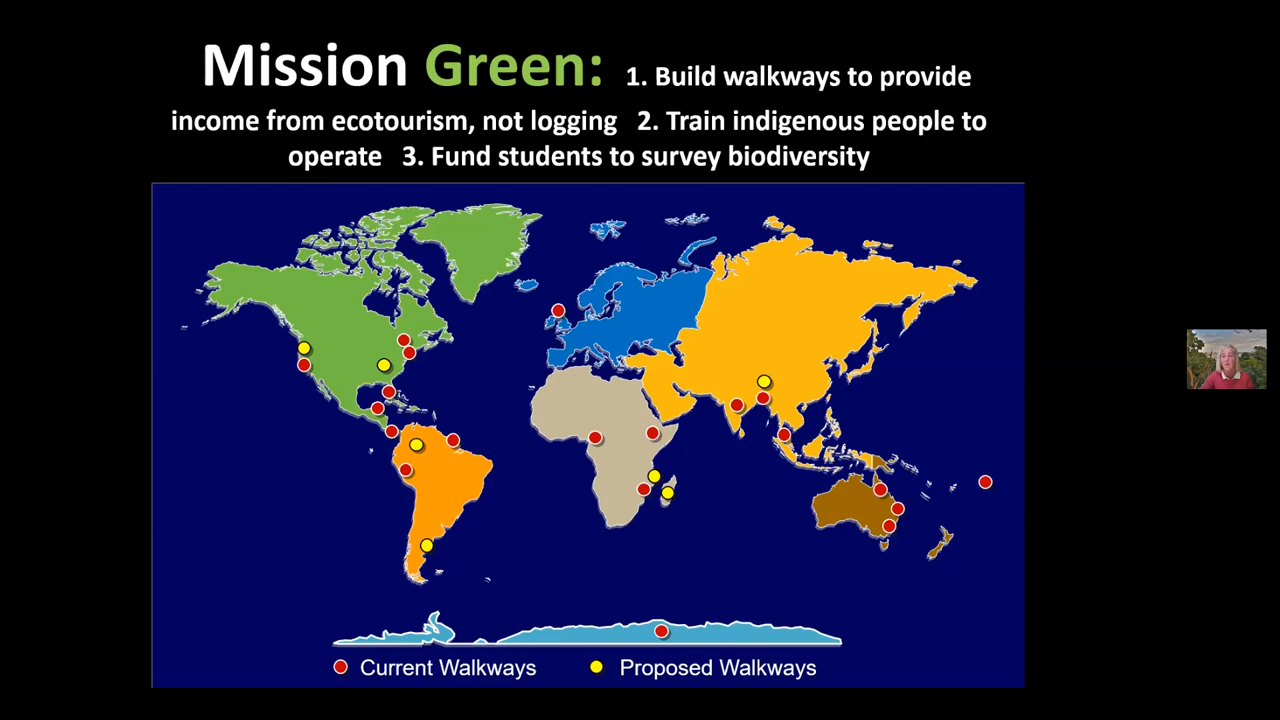 Mission Green: 1. Build walkways to provide
income from ecotourism, not logging 2. Train indigenous people to
operate 3. Fund students to survey biodiversity
Current Walkways
Proposed Walkways